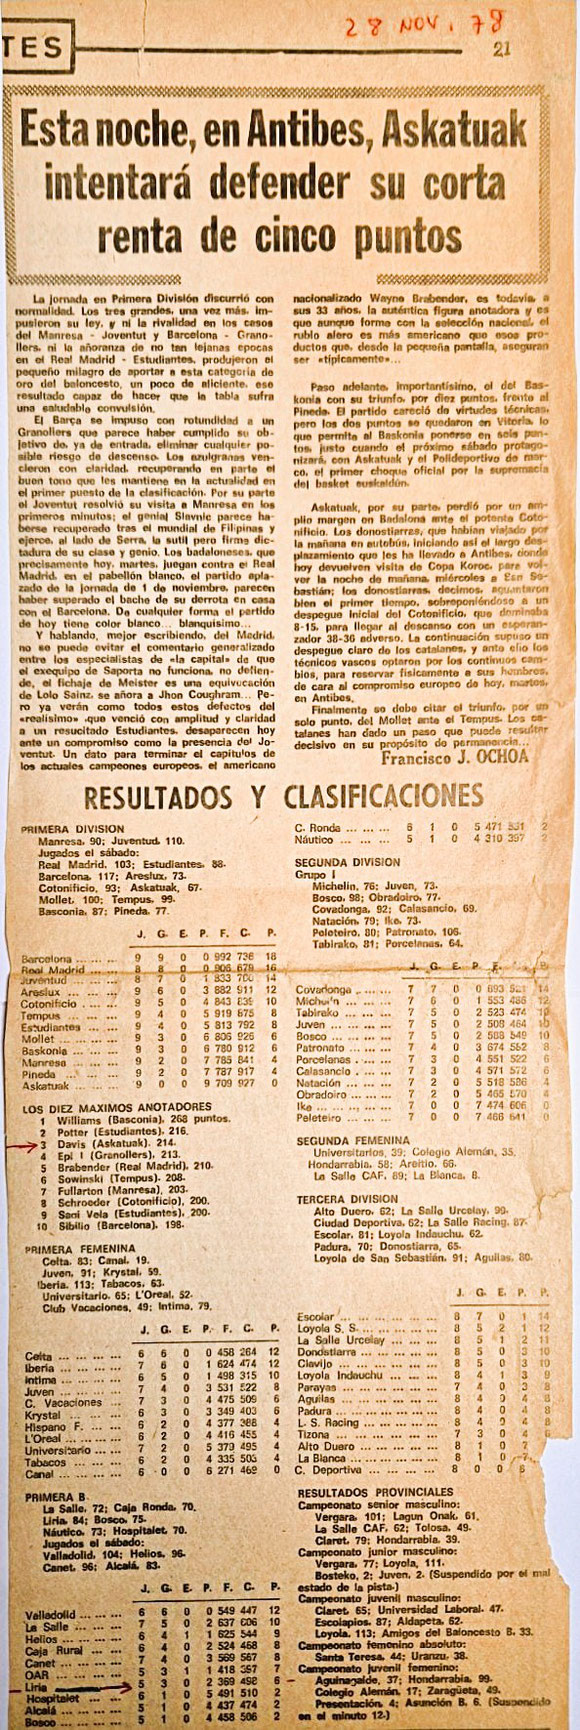 28 NOV. 78
TES
21
Esta noche, en Antibes, Askatuak
intentará defender su corta
renta de cinco puntos
La jornada en Primera División discurrió con
normalidad. Los tres grandes, una vez más, im-
pusieron su ley, y ni la rivalidad en los casos
del Manresa - Joventut y Barcelona - Grano-
llers, ni la añoranza de no tan lejanas épocas
en el Real Madrid - Estudiantes, produjeron el
pequeño milagro de aportar a esta categoría de
oro del baloncesto, un poco de aliciente, ese
resultado capaz de hacer que la tabla sufra
una saludable convulsión.
El Barça se impuso con rotundidad a un
Granollers que parece haber cumplido su ob-
jetivo de, ya de entrada, eliminar cualquier po-
sible riesgo de descenso. Los azulgranas ven-
cieron con claridad, recuperando en parte el
buen tono que les mantiene en la actualidad en
el primer puesto de la clasificación. Por su parte
el Joventut resolvió su visita a Manresa en los
primeros minutos; el genial Slavnic parece ha-
berse recuperado tras el mundial de Filipinas y
ejerce, al lado de Serra, la sutil pero firme dic-
tadura de su clase y genio. Los badaloneses, que
precisamente hoy, martes, juegan contra el Real
Madrid, en el pabellón blanco, el partido apla-
zado de la jornada de 1 de noviembre, parecen
haber superado el bache de su derrota en casa
con el Barcelona. De cualquier forma el partido
de hoy tiene color blanco... blanquísimo...
Y hablando, mejor escribiendo, del Madrid,
no se puede evitar el comentario generalizado
entre los especialistas de «la capital» de que
el exequipo de Saporta no funciona, no defien-
de, el fichaje de Meister es una equivocación
de Lolo Sainz, se añora a Jhon Coughram... Pe-
ro ya verán como todos estos defectos del
«realísimo», que venció con amplitud y claridad
a un resucitado Estudiantes, desaparecen hoy
ante un compromiso como la presencia del Jo-
ventut. Un dato para terminar el capítulos de
los actuales campeones europeos, el americano
nacionalizado Wayne Brabender, es todavía, a
sus 33 años, la auténtica figura anotadora y es
que aunque forme con la selección nacional, el
rubio alero es más americano que esos pro-
ductos que, desde la pequeña pantalla, aseguran
ser «típicamente»...
Paso adelante, importantísimo, el del Bas-
konia con su triunfo, por diez puntos, frente al
Pineda. El partido careció de virtudes técnicas,
pero los dos puntos se quedaron en Vitoria, lo
que permite al Baskonia ponerse en seis pun-
tos, justo cuando el próximo sábado protago-
nizará, con Askatuak y el Polideportivo de mar-
co, el primer choque oficial por la supremacía
del basket euskaldún.
Askatuak, por su parte, perdió por un am-
plio margen en Badalona ante el potente Coto-
nificio. Los donostiarras, que habían viajado por
la mañana en autobús, iniciando así el largo des-
plazamiento que les ha llevado a Antibes, donde
hoy devuelven visita de Copa Koroc, para vol-
ver la noche de mañana, miércoles a San Se-
bastián; los donostiarras, decimos, aguantaron
bien el primer tiempo, sobreponiéndose a un
despegue inicial del Cotonificio, que dominaba
8-15, para llegar al descanso con un esperan-
zador 38-36 adverso. La continuación supuso un
despegue claro de los catalanes, y ante ello los
técnicos vascos optaron por los continuos cam-
bios, para reservar físicamente a sus hombres,
de cara al compromiso europeo de hoy, martes,
en Antibes.
Finalmente se debe citar el triunfo, por un
solo punto, del Mollet ante el Tempus. Los ca-
talanes han dado un paso que puede resultar
decisivo en su propósito de permanencia...
Francisco J. OCHOA
RESULTADOS Y CLASIFICACIONES
PRIMERA DIVISION
Manresa, 90; Juventud, 110.
Jugados el sábado:
Real Madrid, 103; Estudiantes, 88.
Barcelona, 117; Areslux, 73.
Cotonificio, 93; Askatuak, 67.
Mollet, 100; Tempus, 99.
Basconia, 87; Pineda, 77.
J. G. E. P. F. C. P.
Barcelona 9 9 0 0 992 736 18
Real Madrid 8 8 0 0 906 679 16
Juventud 8 7 0 1 833 700 14
Areslux 9 6 0 3 882 911 12
Cotonificio 9 5 0 4 843 839 10
Tempus 9 4 0 5 919 875 8
Estudiantes 9 4 0 5 813 792 8
Mollet 9 3 0 6 806 926 6
Baskonia 9 3 0 6 780 912 6
Manresa 9 2 0 7 785 841 4
Pineda 9 2 0 7 787 917 4
Askatuak 9 0 0 9 709 927 0
LOS DIEZ MAXIMOS ANOTADORES
1 Williams (Basconia), 268 puntos.
2 Potter (Estudiantes), 216.
3 Davis (Askatuak), 214.
4 Epi I (Granollers), 213.
5 Brabender (Real Madrid), 210.
6 Sowinski (Tempus), 208.
7 Fullarton (Manresa), 203.
8 Schroeder (Cotonificio), 200.
9 Sani Vela (Estudiantes), 200.
10 Sibilio (Barcelona), 198.
PRIMERA FEMENINA
Celta, 83; Canal, 19.
Juven, 91; Krystal, 59.
Iberia, 113; Tabacos, 63.
Universitario, 65; L'Oreal, 52.
Club Vacaciones, 49; Intima, 79.
J. G. E. P. F. C. P.
Celta 6 6 0 0 458 264 12
Iberia 7 6 0 1 624 474 12
Intima 6 5 0 1 498 315 10
Juven 7 4 0 3 531 522 8
C. Vacaciones 7 3 0 4 475 509 6
Krystal 6 3 0 3 349 403 6
Hispano F. 6 2 0 4 377 388 4
L'Oreal 6 2 0 4 416 455 4
Universitario 7 2 0 5 379 495 4
Tabacos 6 2 0 4 335 503 4
Canal 6 0 0 6 271 469 0
PRIMERA B
La Salle, 72; Caja Ronda, 70.
Liria, 84; Bosco, 75.
Náutico, 73; Hospitalet, 70.
Jugados el sábado:
Valladolid, 104; Helios, 96.
Canet, 96; Alcalá, 83.
J. G. E. P. F. C. P.
Valladolid 6 6 0 0 549 447 12
La Salle 7 5 0 2 637 606 10
Helios 6 4 1 1 625 544 9
Caja Rural 6 4 0 2 524 468 8
Canet 7 4 0 3 569 567 8
OAR 5 3 1 1 418 397 7
Liria 5 3 0 2 369 498 6
Hospitalet 6 1 0 5 491 510 2
Alcalá 5 1 0 4 437 474 2
Bosco 5 1 0 4 458 506 2
C. Ronda 6 1 0 5 471 531 2
Náutico 5 1 0 4 310 397 2
SEGUNDA DIVISION
Grupo I
Michelin, 76; Juven, 73.
Bosco, 98; Obradoiro, 77.
Covadonga, 92; Calasancio, 69.
Natación, 79; Ike, 73.
Peleteiro, 80; Patronato, 106.
Tabirako, 81; Porcelanas, 64.
J. G. E. P. F. P.
Covadonga 7 7 0 0 693 14
Michelin 7 6 0 1 553 486 12
Tabirako 7 5 0 2 523 474 10
Juven 7 5 0 2 508 464 10
Bosco 7 5 0 2 568 549 10
Patronato 7 4 0 3 674 552 8
Porcelanas 7 3 0 4 551 522 6
Calasancio 7 3 0 4 571 572 6
Natación 7 2 0 5 518 586 4
Obradoiro 7 2 0 5 465 570 4
Ike 7 0 0 7 474 606 0
Peleteiro 7 0 0 7 466 641 0
SEGUNDA FEMENINA
Universitarios, 39; Colegio Alemán, 35.
Hondarrabia, 58; Areitio, 66.
La Salle CAF, 89; La Blanca, 8.
TERCERA DIVISION
Alto Duero, 62; La Salle Urcelay, 99.
Ciudad Deportiva, 62; La Salle Racing, 87.
Escolar, 81; Loyola Indauchu, 62.
Padura, 70; Donostiarra, 65.
Loyola de San Sebastián, 91; Aguilas, 80.
J. G. E. P. P.
Escolar 8 7 0 1 14
Loyola S. S. 8 5 2 1 12
La Salle Urcelay 8 5 1 2 11
Donostiarra 8 5 0 3 10
Clavijo 8 5 0 3 10
Loyola Indauchu 8 4 1 3 9
Parayas 7 4 0 3 8
Aguilas 8 4 0 4 8
Padura 8 4 0 4 8
L. S. Racing 8 4 0 4 8
Tizona 7 3 0 4 6
Alto Duero 8 1 0 7
La Blanca 8 1 0 7
C. Deportiva 8 0 0 8
RESULTADOS PROVINCIALES
Campeonato senior masculino:
Vergara, 101; Lagun Onak, 61.
La Salle CAF, 62; Tolosa, 49.
Claret, 79; Hondarrabia, 39.
Campeonato junior masculino:
Vergara, 77; Loyola, 111.
Bosteko, 2; Juven, 2. (Suspendido por el mal
estado de la pista.)
Campeonato juvenil masculino:
Claret, 65; Universidad Laboral, 47.
Escolapios, 87; Aldapeta, 62.
Loyola, 113; Amigos del Baloncesto B, 33.
Campeonato femenino absoluto:
Santa Teresa, 44; Uranzu, 38.
Campeonato juvenil femenino:
Aguinagalde, 37; Hondarrabia, 99.
Colegio Alemán, 17; Zaragüeta, 49.
Presentación, 4; Asunción B, 6. (Suspendido
en el minuto 12.)